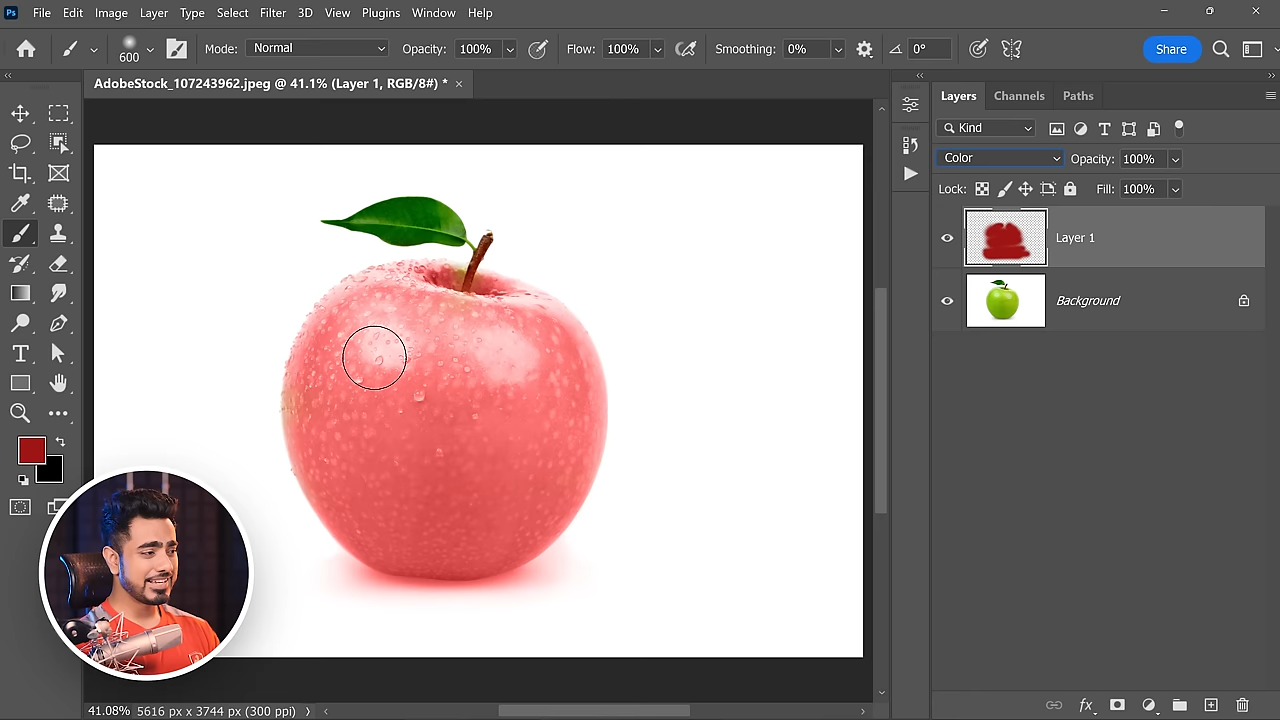 Ps File Edit Image Layer Type Select Filter 3D View Plugins Window Help
600 Mode: Normal Opacity: 100% Flow: 100% Smoothing: 0% 0° Share
AdobeStock_107243962.jpeg @ 41.1% (Layer 1, RGB/8#) *
Layers Channels Paths
Kind
Color Opacity: 100%
Lock: Fill: 100%
Layer 1
Background
41.08% 5616 px x 3744 px (300 ppi)